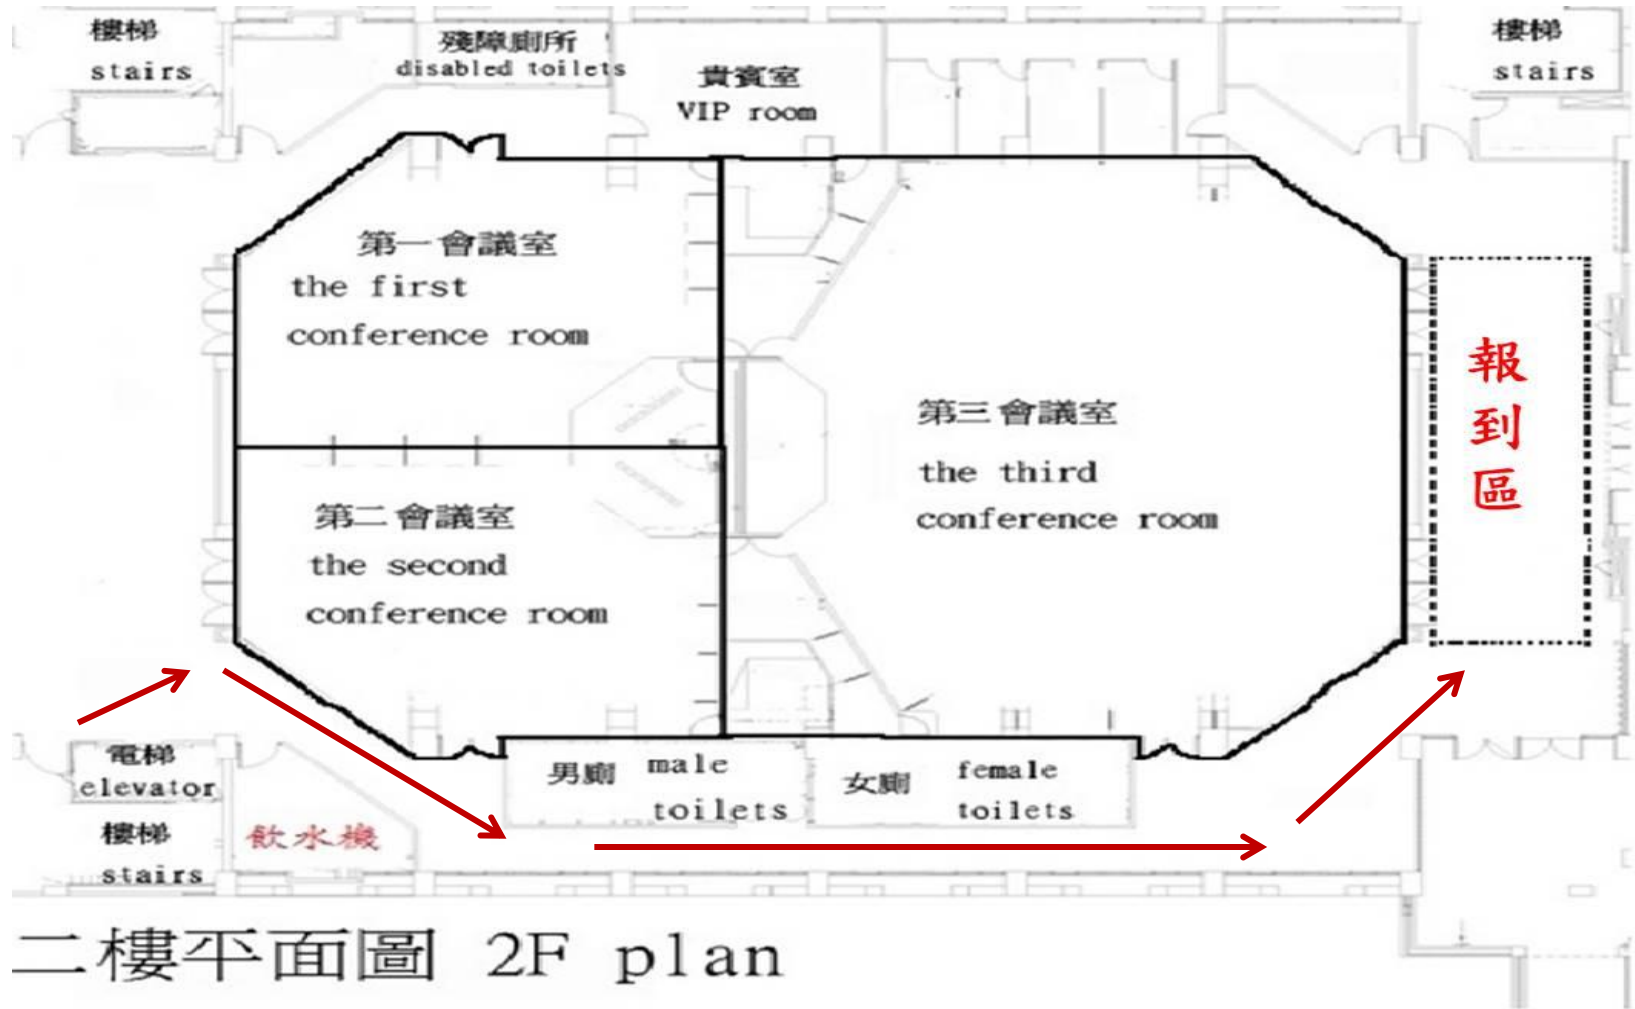 樓梯
stairs
殘障廁所
disabled toilets
貴賓室
VIP room
樓梯
stairs
第一會議室
the first
conference room
第二會議室
the second
conference room
第三會議室
the third
conference room
報
到
區
電梯
elevator
樓梯
stairs
飲水機
男廁
male
toilets
女廁
female
toilets
二樓平面圖 2F plan